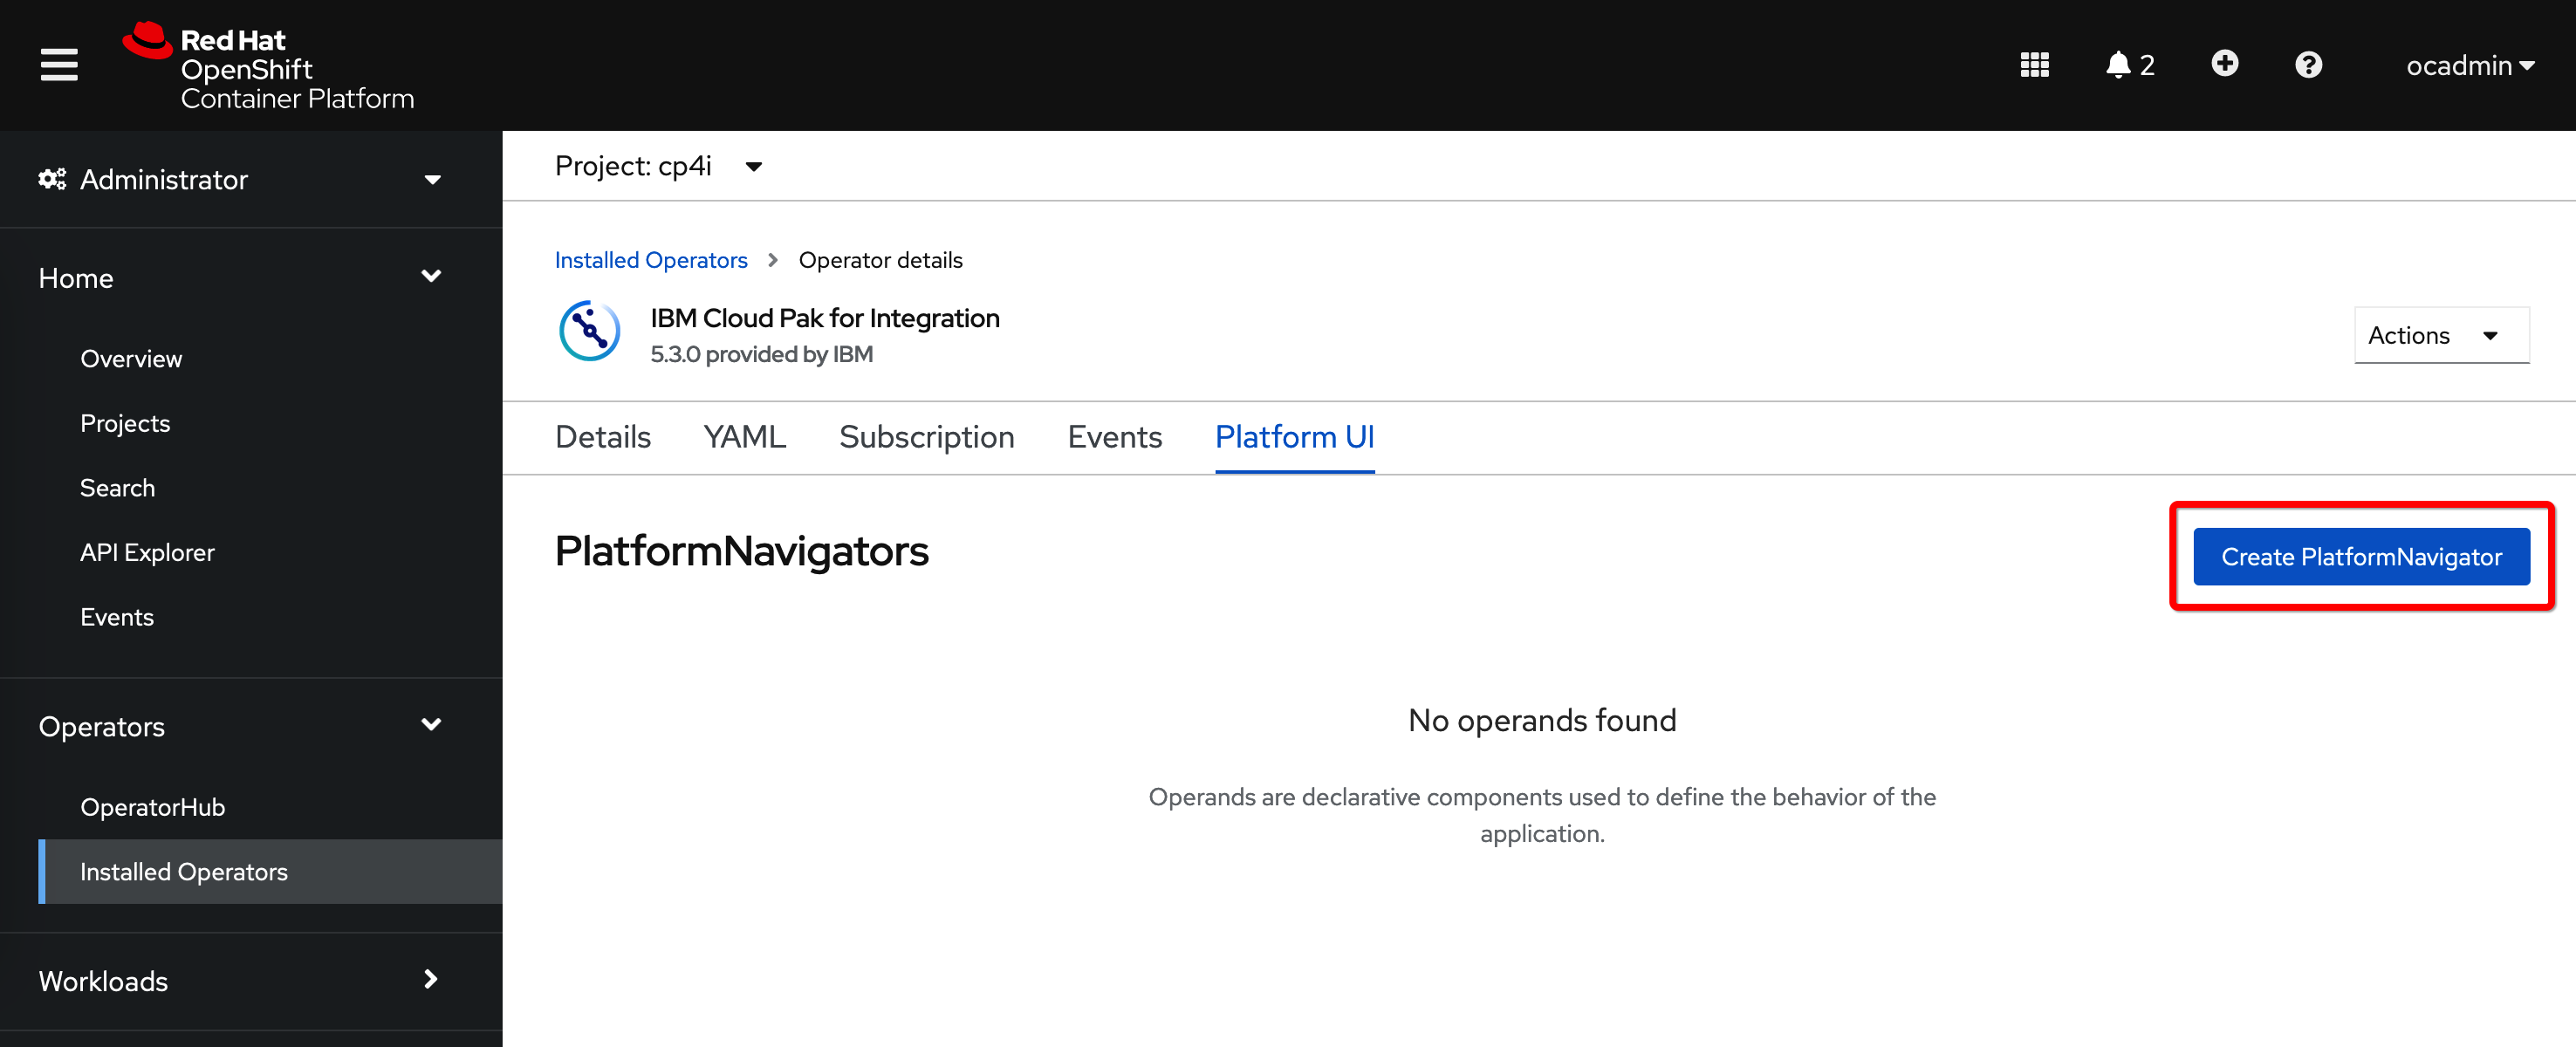 Red Hat
OpenShift
Container Platform
2
ocadmin
Administrator
Home
Overview
Projects
Search
API Explorer
Events
Operators
OperatorHub
Installed Operators
Workloads
Project: cp4i
Installed Operators > Operator details
IBM Cloud Pak for Integration
5.3.0 provided by IBM
Actions
Details YAML Subscription Events Platform UI
PlatformNavigators
Create PlatformNavigator
No operands found
Operands are declarative components used to define the behavior of the
application.